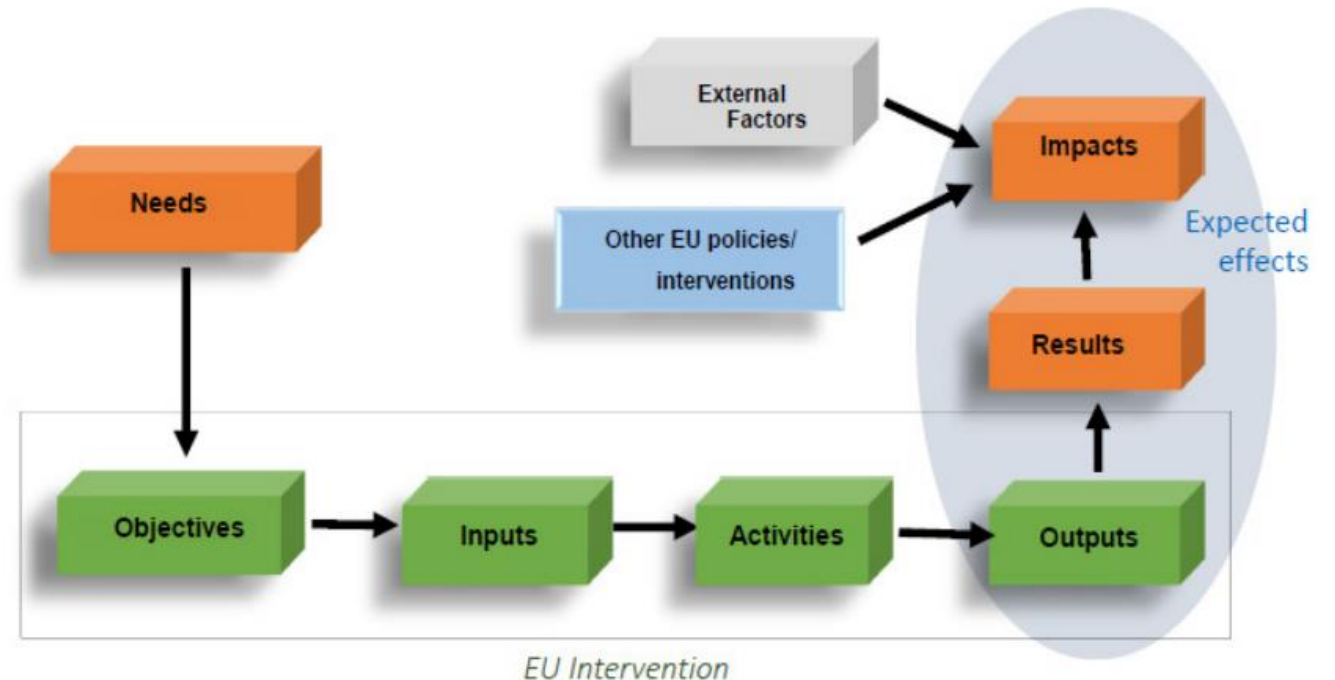 External
Factors
Impacts
Needs
Other EU policies/
interventions
Expected
effects
Results
Objectives
Inputs
Activities
Outputs
EU Intervention